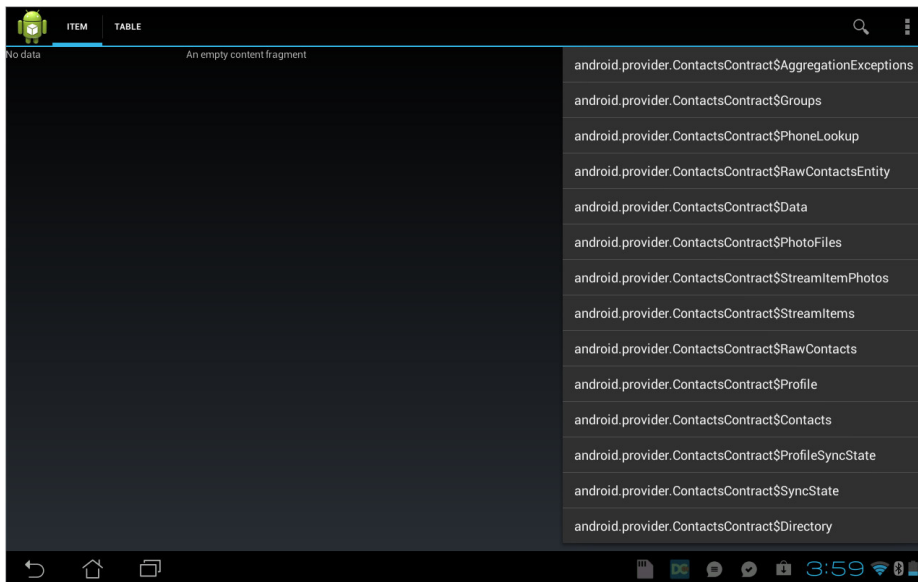 ITEM TABLE
No data An empty content fragment
android.provider.ContactsContract$AggregationExceptions
android.provider.ContactsContract$Groups
android.provider.ContactsContract$PhoneLookup
android.provider.ContactsContract$RawContactsEntity
android.provider.ContactsContract$Data
android.provider.ContactsContract$PhotoFiles
android.provider.ContactsContract$StreamItemPhotos
android.provider.ContactsContract$StreamItems
android.provider.ContactsContract$RawContacts
android.provider.ContactsContract$Profile
android.provider.ContactsContract$Contacts
android.provider.ContactsContract$ProfileSyncState
android.provider.ContactsContract$SyncState
android.provider.ContactsContract$Directory
DC 3:59